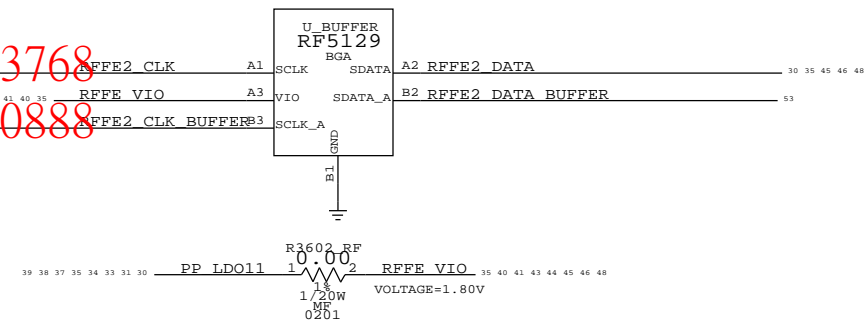 U_BUFFER
RF5129
BGA
3768
RFFE2_CLK A1 SCLK SDATA A2 RFFE2_DATA 30 35 45 46 48
41 40 35 RFFE_VIO A3 VIO SDATA_A B2 RFFE2_DATA_BUFFER 53
0888
RFFE2_CLK_BUFFER B3 SCLK_A
GND
B1
R3602_RF
0.00
39 38 37 35 34 33 31 30 PP_LDO11 1 2 RFFE_VIO 35 40 41 43 44 45 46 48
1%
VOLTAGE=1.80V
1/20W
MF
0201